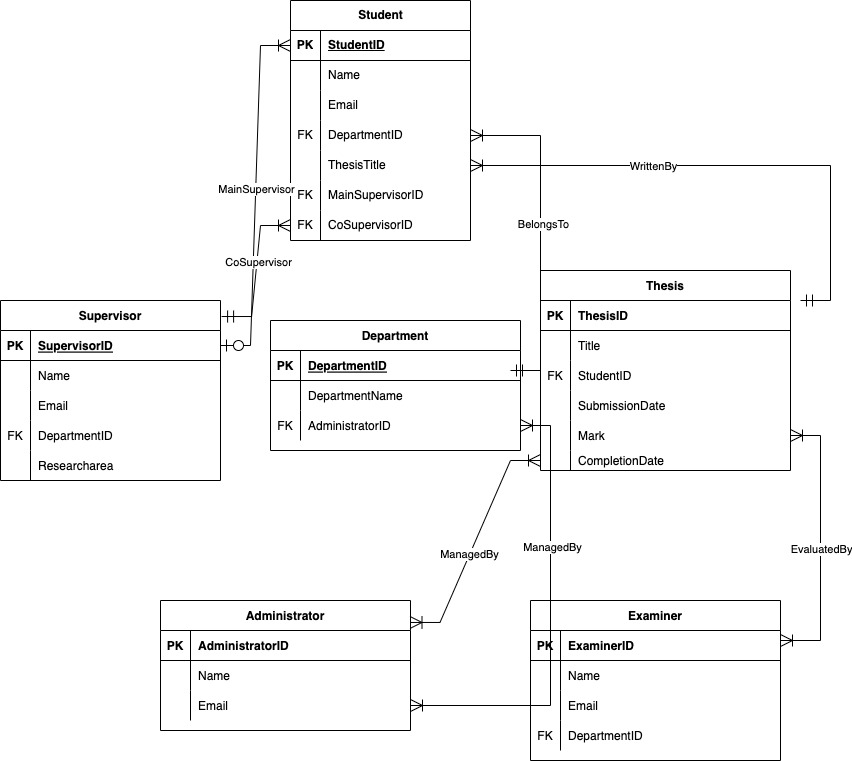 Student
PK StudentID
Name
Email
FK DepartmentID
ThesisTitle
FK MainSupervisorID
FK CoSupervisorID
MainSupervisor
CoSupervisor
WrittenBy
BelongsTo
Supervisor
PK SupervisorID
Name
Email
FK DepartmentID
Researcharea
Department
PK DepartmentID
DepartmentName
FK AdministratorID
Thesis
PK ThesisID
Title
FK StudentID
SubmissionDate
Mark
CompletionDate
ManagedBy
ManagedBy
EvaluatedBy
Administrator
PK AdministratorID
Name
Email
Examiner
PK ExaminerID
Name
Email
FK DepartmentID